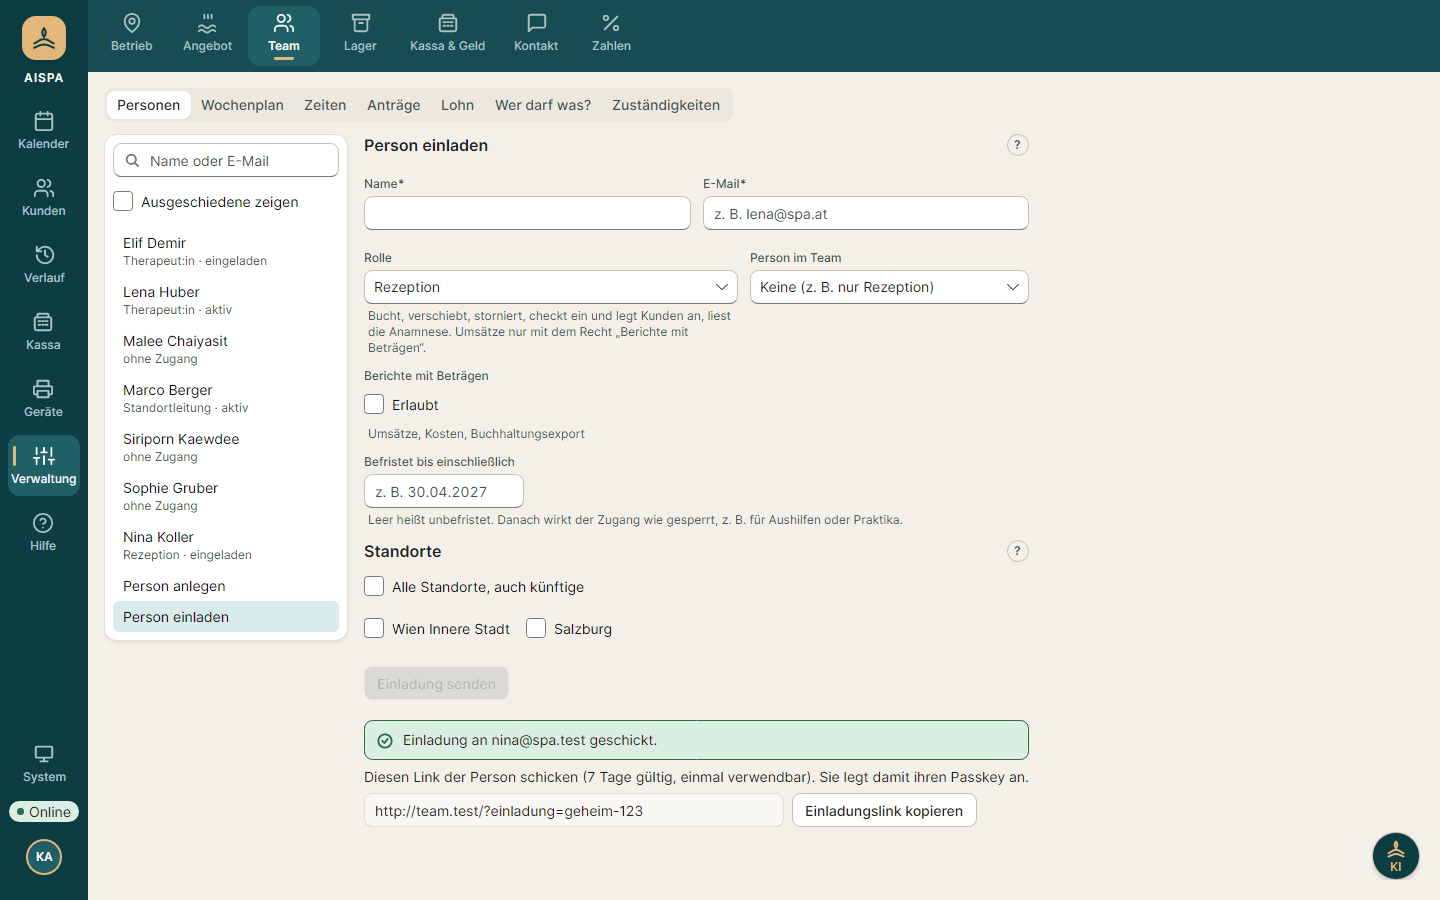 AISPA
Kalender
Kunden
Verlauf
Kassa
Geräte
Verwaltung
Hilfe
System
Online
KA
Betrieb
Angebot
Team
Lager
Kassa & Geld
Kontakt
Zahlen
Personen
Wochenplan
Zeiten
Anträge
Lohn
Wer darf was?
Zuständigkeiten
Name oder E-Mail
Ausgeschiedene zeigen
Elif Demir
Therapeut:in · eingeladen
Lena Huber
Therapeut:in · aktiv
Malee Chaiyasit
ohne Zugang
Marco Berger
Standortleitung · aktiv
Siriporn Kaewdee
ohne Zugang
Sophie Gruber
ohne Zugang
Nina Koller
Rezeption · eingeladen
Person anlegen
Person einladen
Person einladen
?
Name*
E-Mail*
z. B. lena@spa.at
Rolle
Person im Team
Rezeption
Keine (z. B. nur Rezeption)
Bucht, verschiebt, storniert, checkt ein und legt Kunden an, liest
die Anamnese. Umsätze nur mit dem Recht „Berichte mit
Beträgen“.
Berichte mit Beträgen
Erlaubt
Umsätze, Kosten, Buchhaltungsexport
Befristet bis einschließlich
z. B. 30.04.2027
Leer heißt unbefristet. Danach wirkt der Zugang wie gesperrt, z. B. für Aushilfen oder Praktika.
Standorte
?
Alle Standorte, auch künftige
Wien Innere Stadt
Salzburg
Einladung senden
Einladung an nina@spa.test geschickt.
Diesen Link der Person schicken (7 Tage gültig, einmal verwendbar). Sie legt damit ihren Passkey an.
http://team.test/?einladung=geheim-123
Einladungslink kopieren
KI